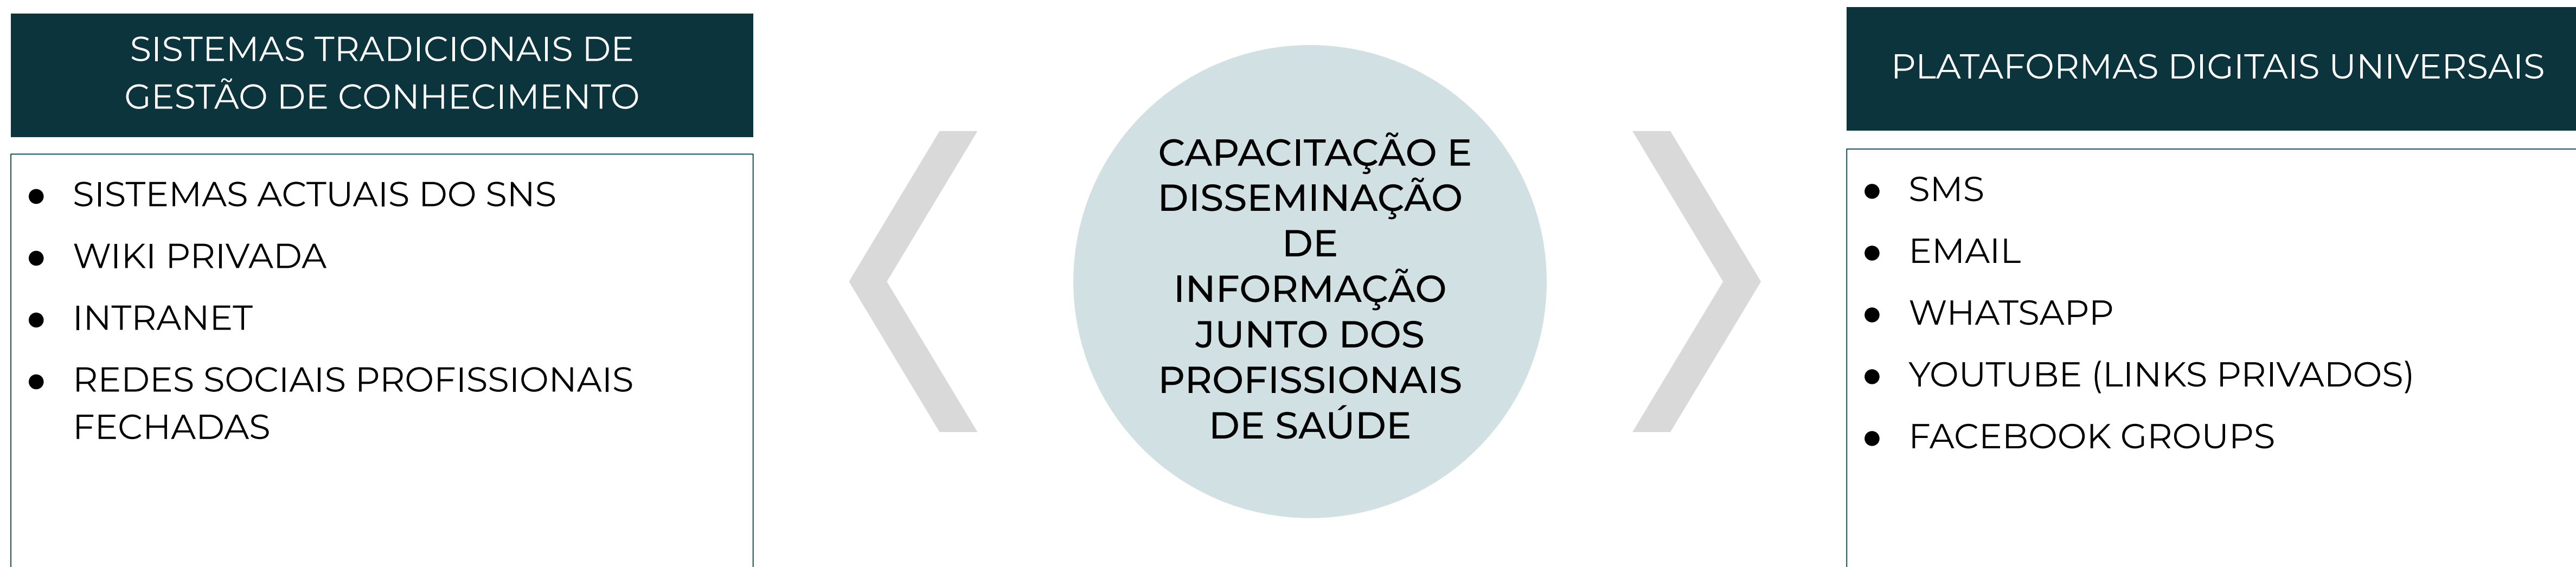 SISTEMAS TRADICIONAIS DE
GESTÃO DE CONHECIMENTO
● SISTEMAS ACTUAIS DO SNS
● WIKI PRIVADA
● INTRANET
● REDES SOCIAIS PROFISSIONAIS
FECHADAS
CAPACITAÇÃO E
DISSEMINAÇÃO
DE
INFORMAÇÃO
JUNTO DOS
PROFISSIONAIS
DE SAÚDE
PLATAFORMAS DIGITAIS UNIVERSAIS
● SMS
● EMAIL
● WHATSAPP
● YOUTUBE (LINKS PRIVADOS)
● FACEBOOK GROUPS